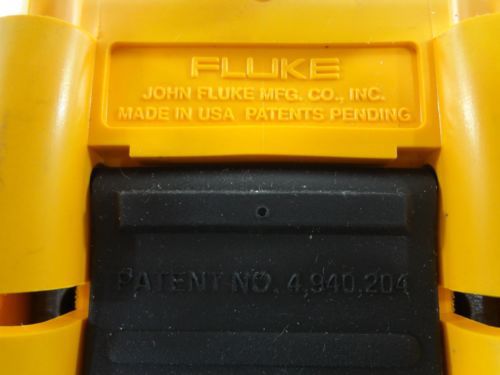 FLUKE
JOHN FLUKE MFG. CO., INC.
MADE IN USA PATENTS PENDING
PATENT NO. 4,940,204